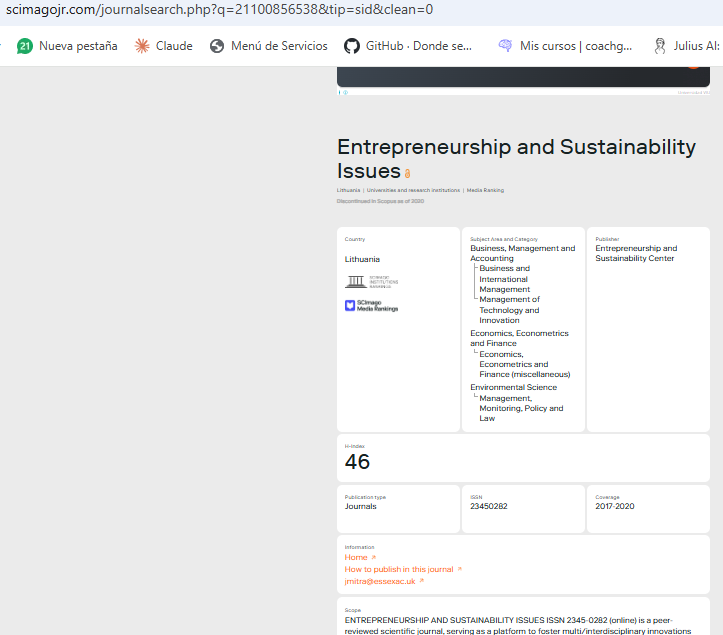 scimagojr.com/journalsearch.php?q=21100856538&tip=sid&clean=0
21 Nueva pestaña Claude Menú de Servicios GitHub · Donde se... Mis cursos | coachg... Julius AI:
Entrepreneurship and Sustainability
Issues
Lithuania | Universities and research institutions | Media Ranking
Discontinued in Scopus as of 2020
Country
Lithuania
SCIMAGO
INSTITUTIONS
RANKINGS
SCImago
Media Rankings
Subject Area and Category
Business, Management and
Accounting
Business and
International
Management
Management of
Technology and
Innovation
Economics, Econometrics
and Finance
Economics,
Econometrics and
Finance (miscellaneous)
Environmental Science
Management,
Monitoring, Policy and
Law
Publisher
Entrepreneurship and
Sustainability Center
H-Index
46
Publication type
Journals
ISSN
23450282
Coverage
2017-2020
Information
Home
How to publish in this journal
jmitra@essexac.uk
Scope
ENTREPRENEURSHIP AND SUSTAINABILITY ISSUES ISSN 2345-0282 (online) is a peer-
reviewed scientific journal, serving as a platform to foster multi/interdisciplinary innovations